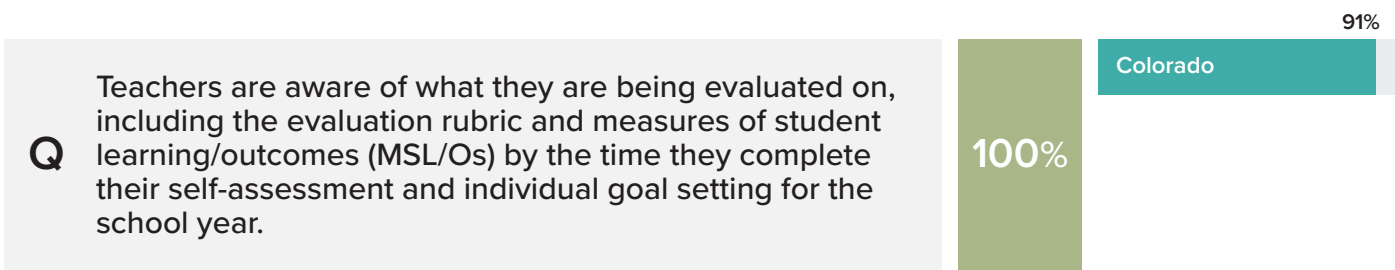 91%
Colorado
Q
Teachers are aware of what they are being evaluated on,
including the evaluation rubric and measures of student
learning/outcomes (MSL/Os) by the time they complete
their self-assessment and individual goal setting for the
school year.
100%